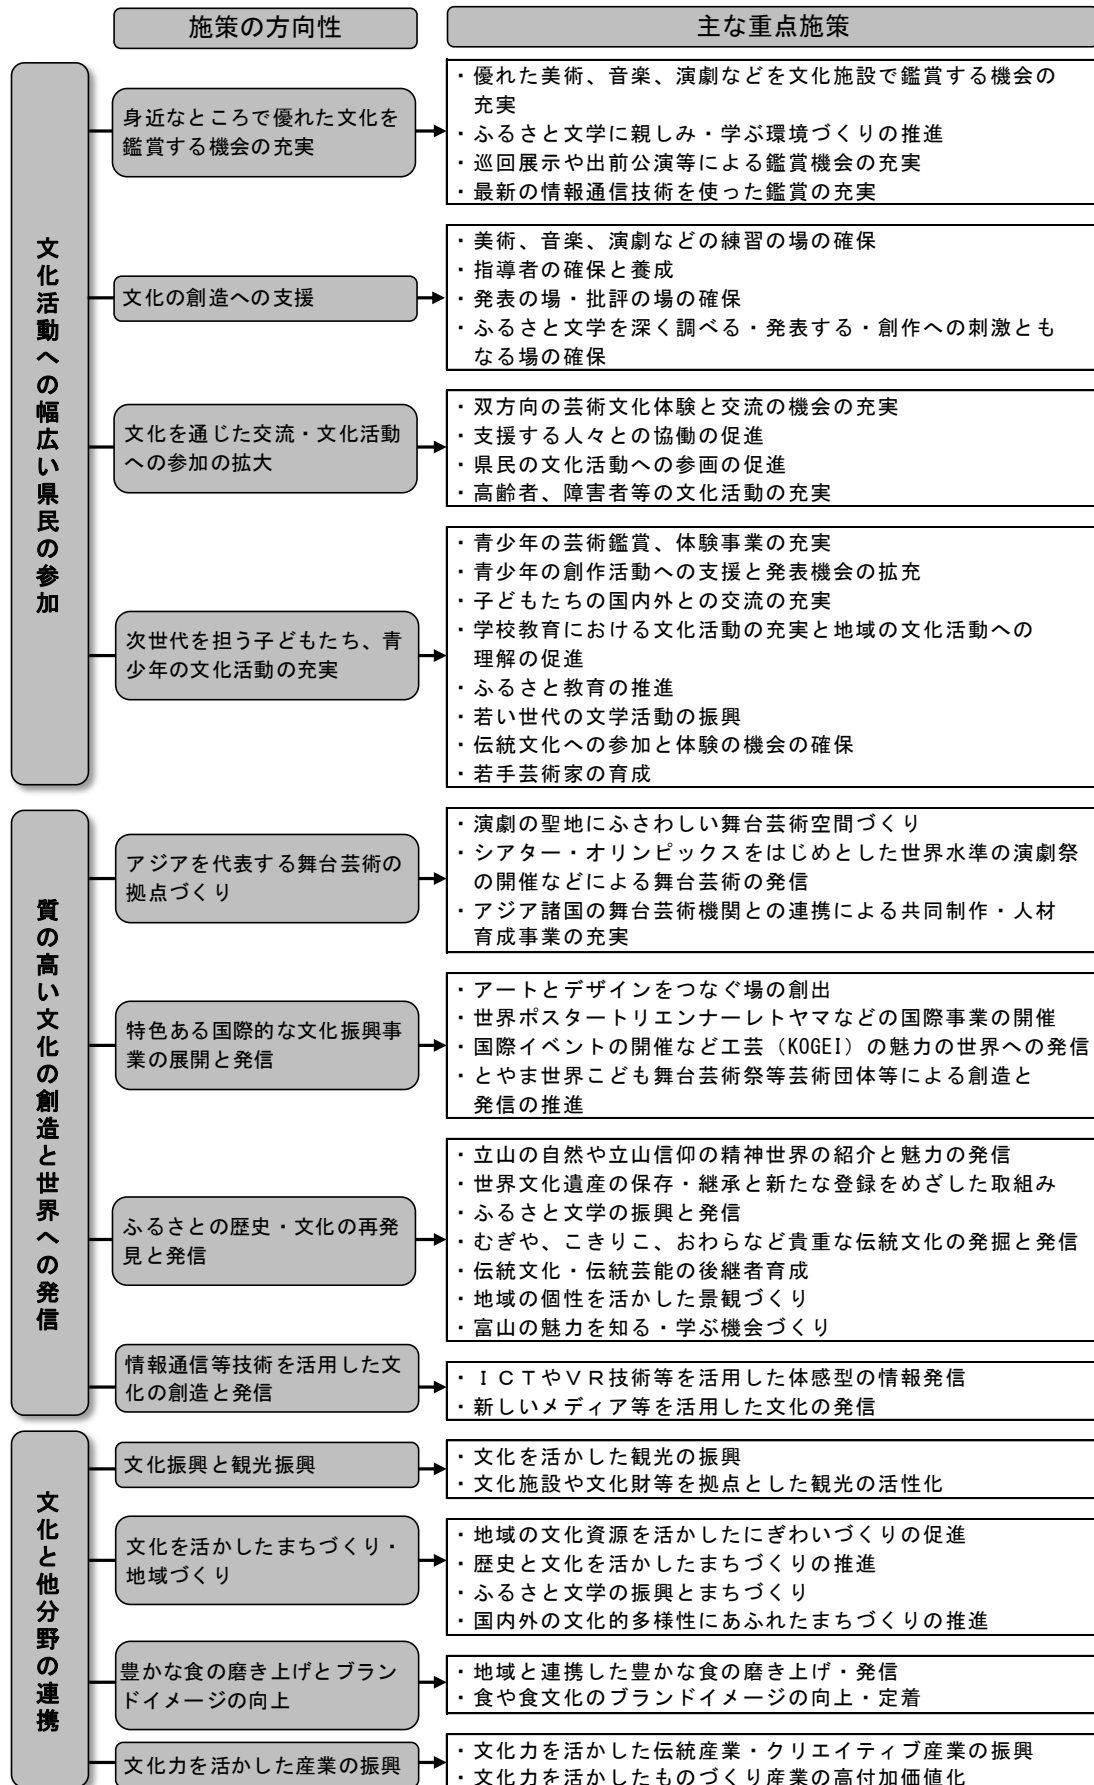 施策の方向性
主な重点施策
文化活動への幅広い県民の参加
身近なところで優れた文化を
鑑賞する機会の充実
・優れた美術、音楽、演劇などを文化施設で鑑賞する機会の
充実
・ふるさと文学に親しみ・学ぶ環境づくりの推進
・巡回展示や出前公演等による鑑賞機会の充実
・最新の情報通信技術を使った鑑賞の充実
文化の創造への支援
・美術、音楽、演劇などの練習の場の確保
・指導者の確保と養成
・発表の場・批評の場の確保
・ふるさと文学を深く調べる・発表する・創作への刺激とも
なる場の確保
文化を通じた交流・文化活動
への参加の拡大
・双方向の芸術文化体験と交流の機会の充実
・支援する人々との協働の促進
・県民の文化活動への参画の促進
・高齢者、障害者等の文化活動の充実
次世代を担う子どもたち、青
少年の文化活動の充実
・青少年の芸術鑑賞、体験事業の充実
・青少年の創作活動への支援と発表機会の拡充
・子どもたちの国内外との交流の充実
・学校教育における文化活動の充実と地域の文化活動への
理解の促進
・ふるさと教育の推進
・若い世代の文学活動の振興
・伝統文化への参加と体験の機会の確保
・若手芸術家の育成
質の高い文化の創造と世界への発信
アジアを代表する舞台芸術の
拠点づくり
・演劇の聖地にふさわしい舞台芸術空間づくり
・シアター・オリンピックスをはじめとした世界水準の演劇祭
の開催などによる舞台芸術の発信
・アジア諸国の舞台芸術機関との連携による共同制作・人材
育成事業の充実
特色ある国際的な文化振興事
業の展開と発信
・アートとデザインをつなぐ場の創出
・世界ポスタートリエンナーレトヤマなどの国際事業の開催
・国際イベントの開催など工芸（KOGEI）の魅力の世界への発信
・とやま世界こども舞台芸術祭等芸術団体等による創造と
発信の推進
ふるさとの歴史・文化の再発
見と発信
・立山の自然や立山信仰の精神世界の紹介と魅力の発信
・世界文化遺産の保存・継承と新たな登録をめざした取組み
・ふるさと文学の振興と発信
・むぎや、こきりこ、おわらなど貴重な伝統文化の発掘と発信
・伝統文化・伝統芸能の後継者育成
・地域の個性を活かした景観づくり
・富山の魅力を知る・学ぶ機会づくり
情報通信等技術を活用した文
化の創造と発信
・ＩＣＴやＶＲ技術等を活用した体感型の情報発信
・新しいメディア等を活用した文化の発信
文化と他分野の連携
文化振興と観光振興
・文化を活かした観光の振興
・文化施設や文化財等を拠点とした観光の活性化
文化を活かしたまちづくり・
地域づくり
・地域の文化資源を活かしたにぎわいづくりの促進
・歴史と文化を活かしたまちづくりの推進
・ふるさと文学の振興とまちづくり
・国内外の文化的多様性にあふれたまちづくりの推進
豊かな食の磨き上げとブラン
ドイメージの向上
・地域と連携した豊かな食の磨き上げ・発信
・食や食文化のブランドイメージの向上・定着
文化力を活かした産業の振興
・文化力を活かした伝統産業・クリエイティブ産業の振興
・文化力を活かしたものづくり産業の高付加価値化